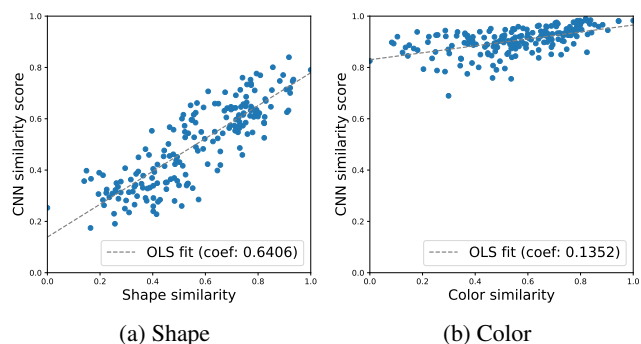 CNN similarity score
1.0
0.8
0.6
0.4
0.2
0.0
OLS fit (coef: 0.6406)
0.0 0.2 0.4 0.6 0.8 1.0
Shape similarity
(a) Shape
CNN similarity score
1.0
0.8
0.6
0.4
0.2
0.0
OLS fit (coef: 0.1352)
0.0 0.2 0.4 0.6 0.8 1.0
Color similarity
(b) Color